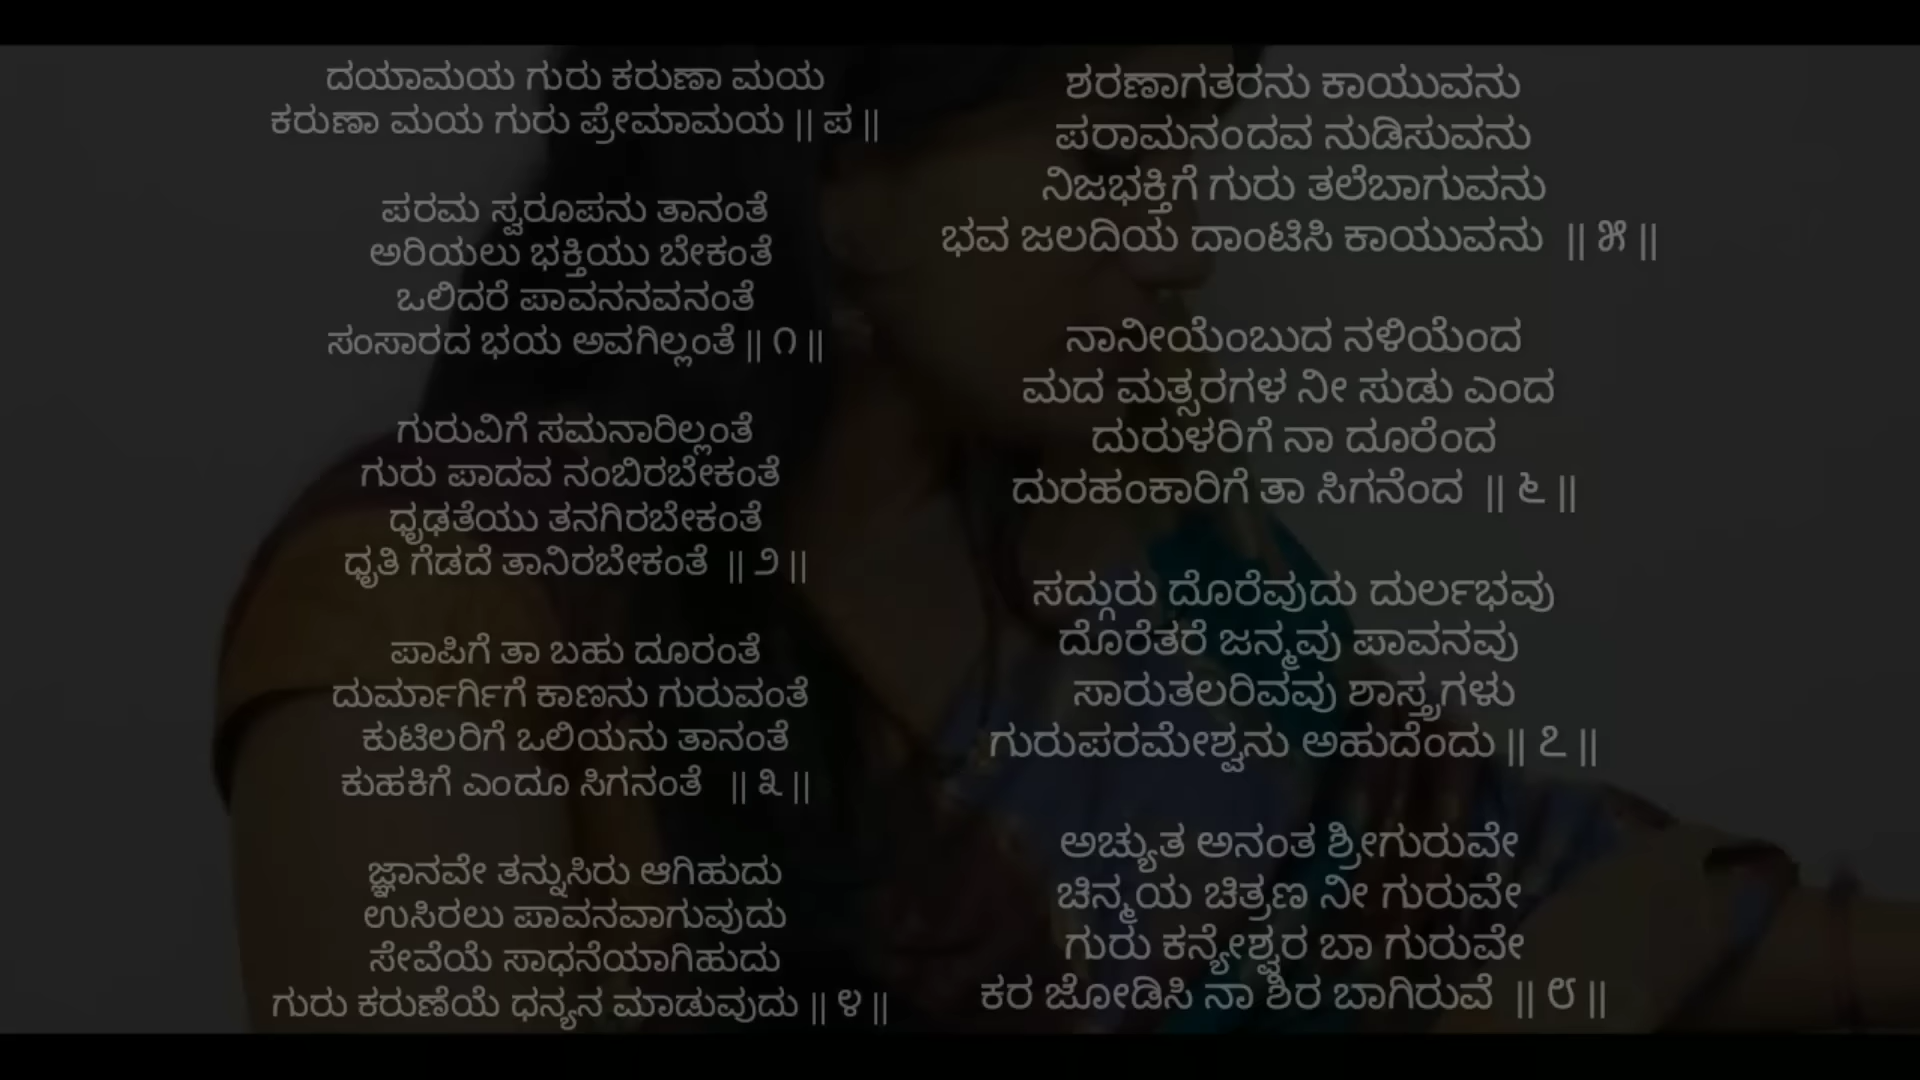 ದಯಾಮಯ ಗುರು ಕರುಣಾ ಮಯ
ಕರುಣಾ ಮಯ ಗುರು ಪ್ರೇಮಾಮಯ || ಪ ||
ಪರಮ ಸ್ವರೂಪನು ತಾನಂತೆ
ಅರಿಯಲು ಭಕ್ತಿಯು ಬೇಕಂತೆ
ಒಲಿದರೆ ಪಾವನನವನಂತೆ
ಸಂಸಾರದ ಭಯ ಅವಗಿಲ್ಲಂತೆ || ೧ ||
ಗುರುವಿಗೆ ಸಮನಾರಿಲ್ಲಂತೆ
ಗುರು ಪಾದವ ನಂಬಿರಬೇಕಂತೆ
ಧೃಢತೆಯು ತನಗಿರಬೇಕಂತೆ
ಧೃತಿ ಗೆಡದೆ ತಾನಿರಬೇಕಂತೆ || ೨ ||
ಪಾಪಿಗೆ ತಾ ಬಹು ದೂರಂತೆ
ದುರ್ಮಾರ್ಗಿಗೆ ಕಾಣನು ಗುರುವಂತೆ
ಕುಟಿಲರಿಗೆ ಒಲಿಯನು ತಾನಂತೆ
ಕುಹಕಿಗೆ ಎಂದೂ ಸಿಗನಂತೆ || ೩ ||
ಜ್ಞಾನವೇ ತನ್ನುಸಿರು ಆಗಿಹುದು
ಉಸಿರಲು ಪಾವನವಾಗುವುದು
ಸೇವೆಯೆ ಸಾಧನೆಯಾಗಿಹುದು
ಗುರು ಕರುಣೆಯೆ ಧನ್ಯನ ಮಾಡುವುದು || ೪ ||
ಶರಣಾಗತರನು ಕಾಯುವನು
ಪರಾಮನಂದವ ನುಡಿಸುವನು
ನಿಜಭಕ್ತಿಗೆ ಗುರು ತಲೆಬಾಗುವನು
ಭವ ಜಲದಿಯ ದಾಂಟಿಸಿ ಕಾಯುವನು || ೫ ||
ನಾನೀಯೆಂಬುದ ನಳಿಯೆಂದ
ಮದ ಮತ್ಸರಗಳ ನೀ ಸುಡು ಎಂದ
ದುರುಳರಿಗೆ ನಾ ದೂರೆಂದ
ದುರಹಂಕಾರಿಗೆ ತಾ ಸಿಗನೆಂದ || ೬ ||
ಸದ್ಗುರು ದೊರೆವುದು ದುರ್ಲಭವು
ದೊರೆತರೆ ಜನ್ಮವು ಪಾವನವು
ಸಾರುತಲರಿವವು ಶಾಸ್ತ್ರಗಳು
ಗುರುಪರಮೇಶ್ವನು ಅಹುದೆಂದು || ೭ ||
ಅಚ್ಯುತ ಅನಂತ ಶ್ರೀಗುರುವೇ
ಚಿನ್ಮಯ ಚಿತ್ರಣ ನೀ ಗುರುವೇ
ಗುರು ಕನ್ಯೇಶ್ವರ ಬಾ ಗುರುವೇ
ಕರ ಜೋಡಿಸಿ ನಾ ಶಿರ ಬಾಗಿರುವೆ || ೮ ||